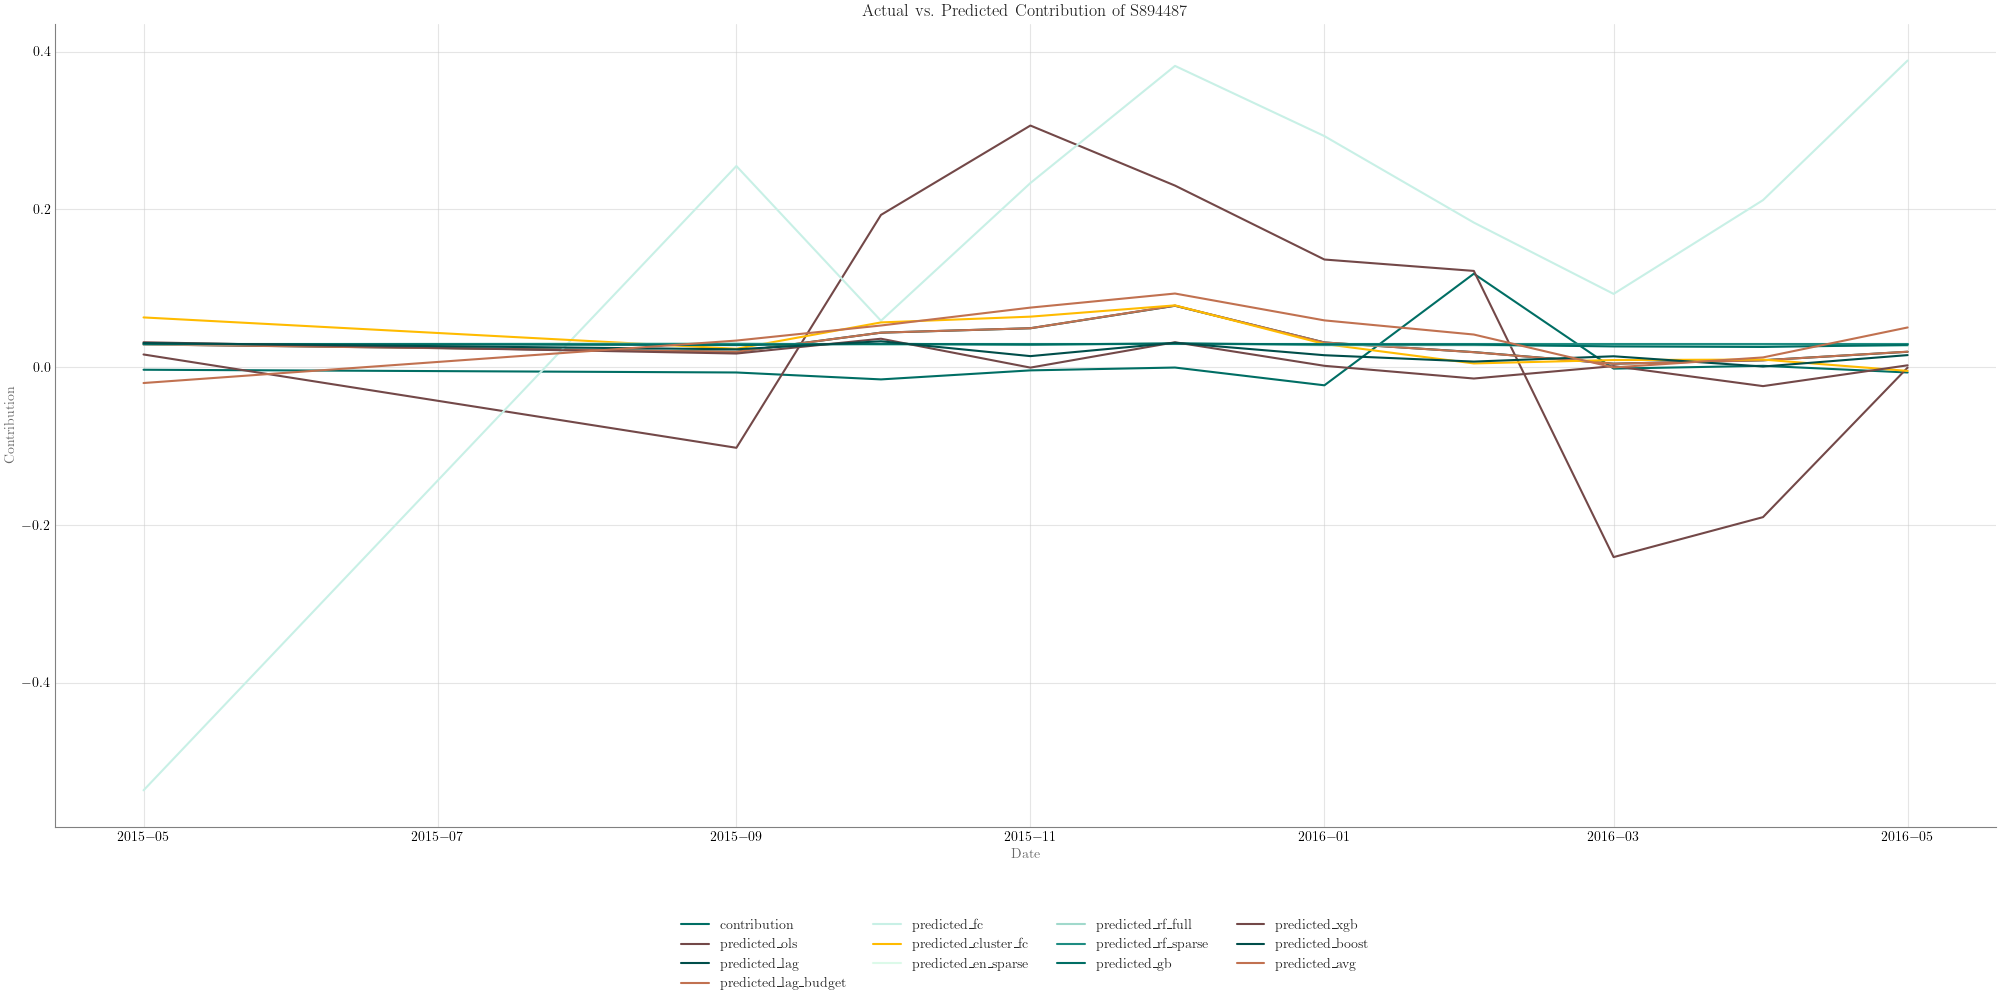 Actual vs. Predicted Contribution of S894487
0.4
0.2
0.0
−0.2
−0.4
Contribution
2015−05 2015−07 2015−09 2015−11 2016−01 2016−03 2016−05
Date
contribution predicted_fc predicted_rf_full predicted_xgb
predicted_ols predicted_cluster_fc predicted_rf_sparse predicted_boost
predicted_lag predicted_en_sparse predicted_gb predicted_avg
predicted_lag_budget